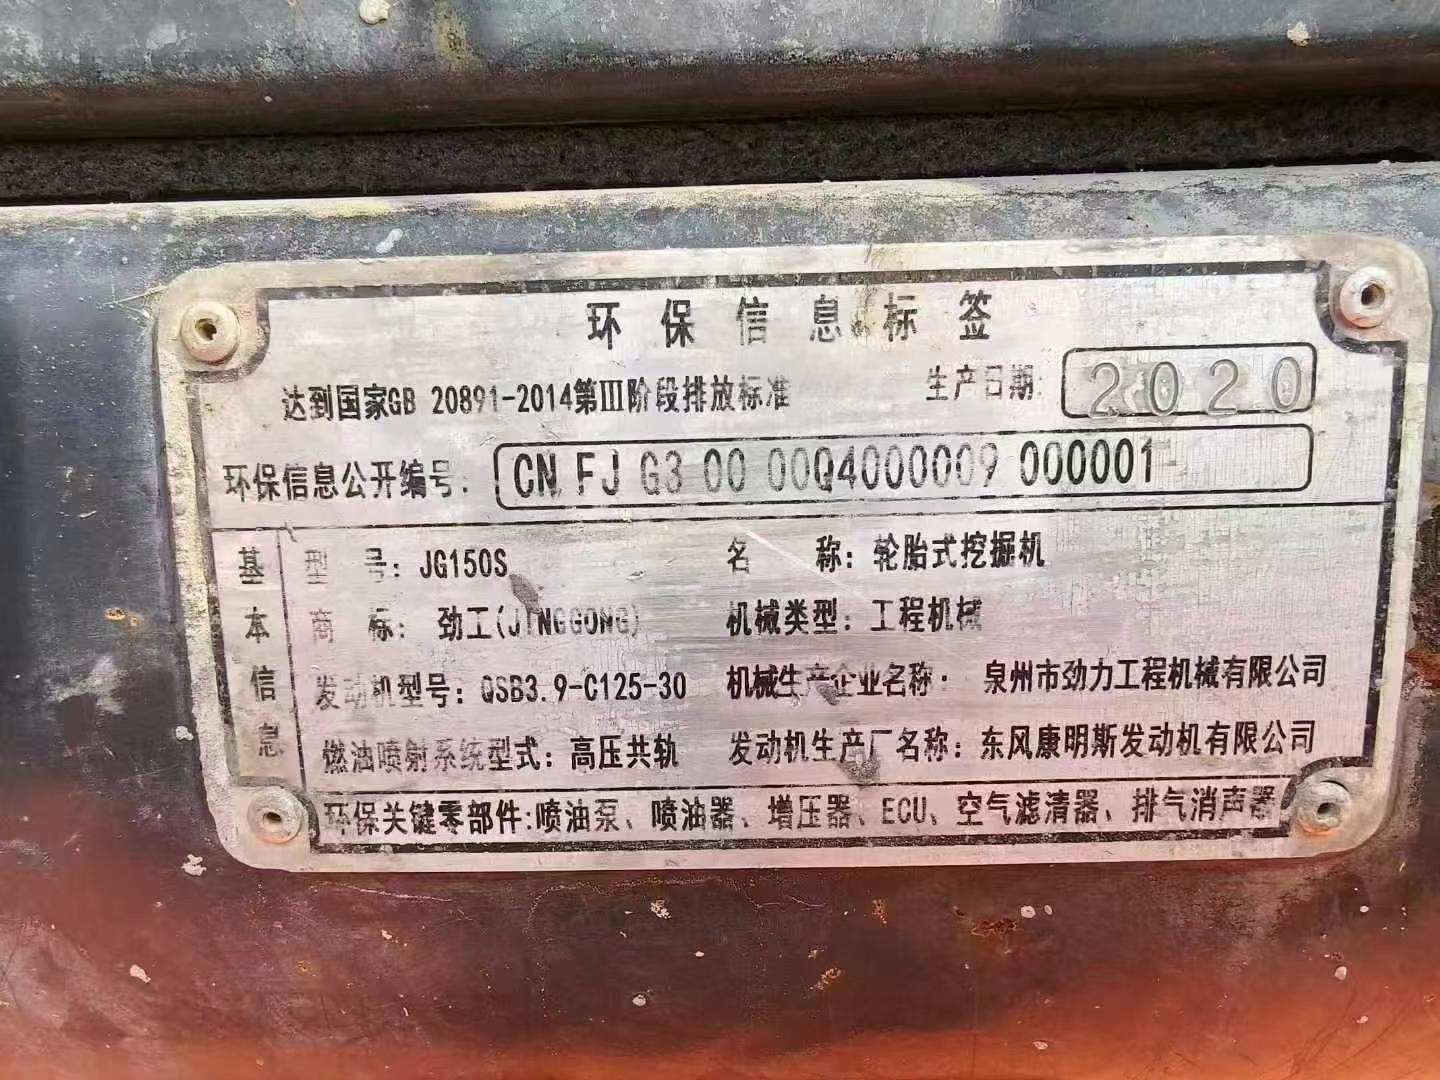 环保信息标签
达到国家GB 20891-2014第III阶段排放标准 生产日期: 2020
环保信息公开编号: CN FJ G3 00 00Q4000009 000001
基本信息
型 号: JG150S 名 称: 轮胎式挖掘机
商 标: 劲工(JINGGONG) 机械类型: 工程机械
发动机型号: QSB3.9-C125-30 机械生产企业名称: 泉州市劲力工程机械有限公司
燃油喷射系统型式: 高压共轨 发动机生产厂名称: 东风康明斯发动机有限公司
环保关键零部件:喷油泵、喷油器、增压器、ECU、空气滤清器、排气消声器